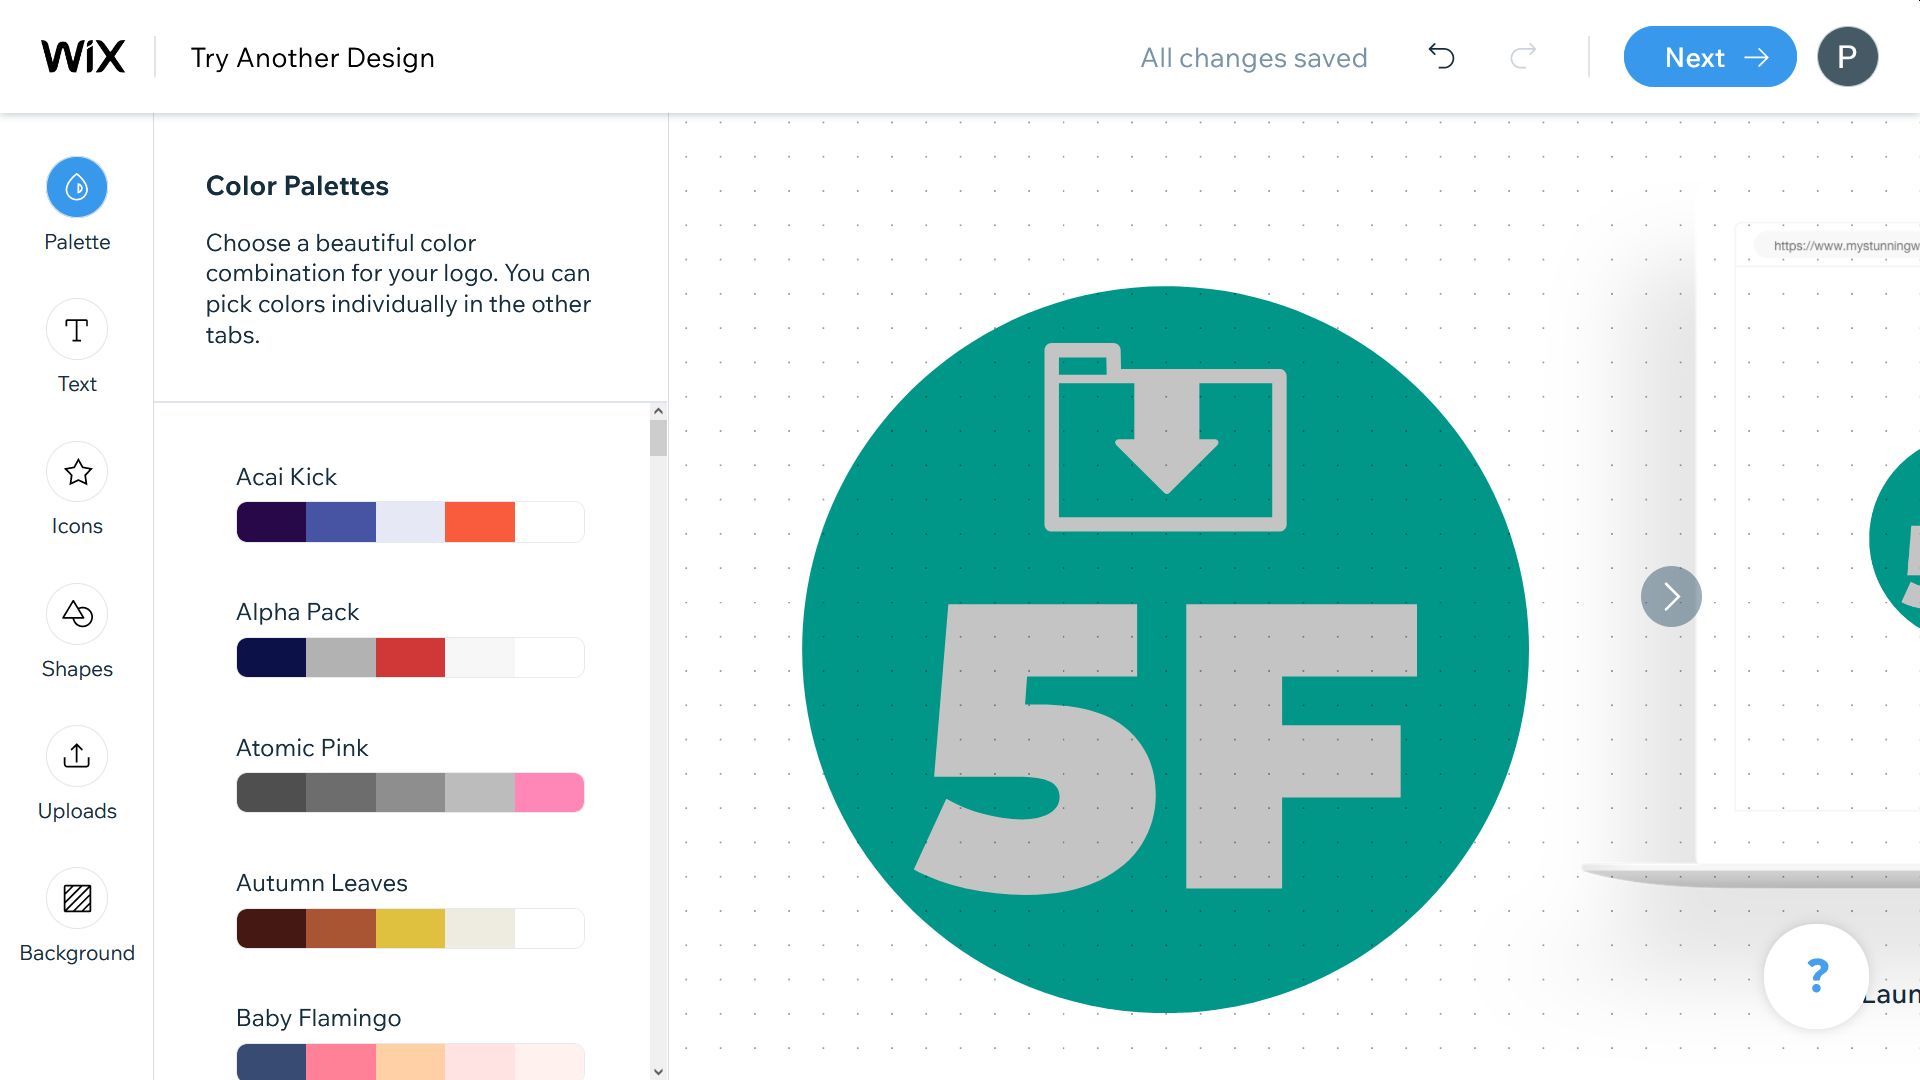 WiX
Try Another Design
All changes saved
Next
P
Palette
Text
Icons
Shapes
Uploads
Background
Color Palettes
Choose a beautiful color
combination for your logo. You can
pick colors individually in the other
tabs.
Acai Kick
Alpha Pack
Atomic Pink
Autumn Leaves
Baby Flamingo
5F
https://www.mystunningw
?
Laun